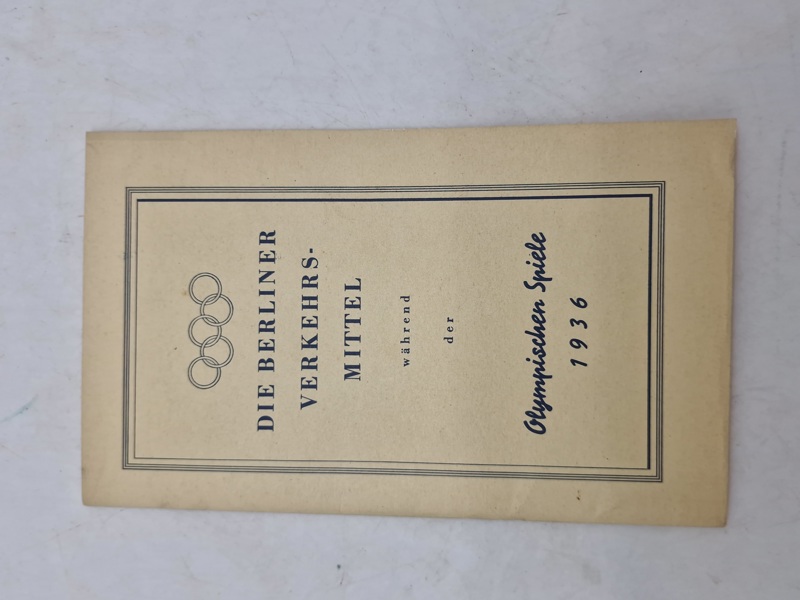 DIE BERLINER
VERKEHRS-
MITTEL
während
der
Olympischen Spiele
1936